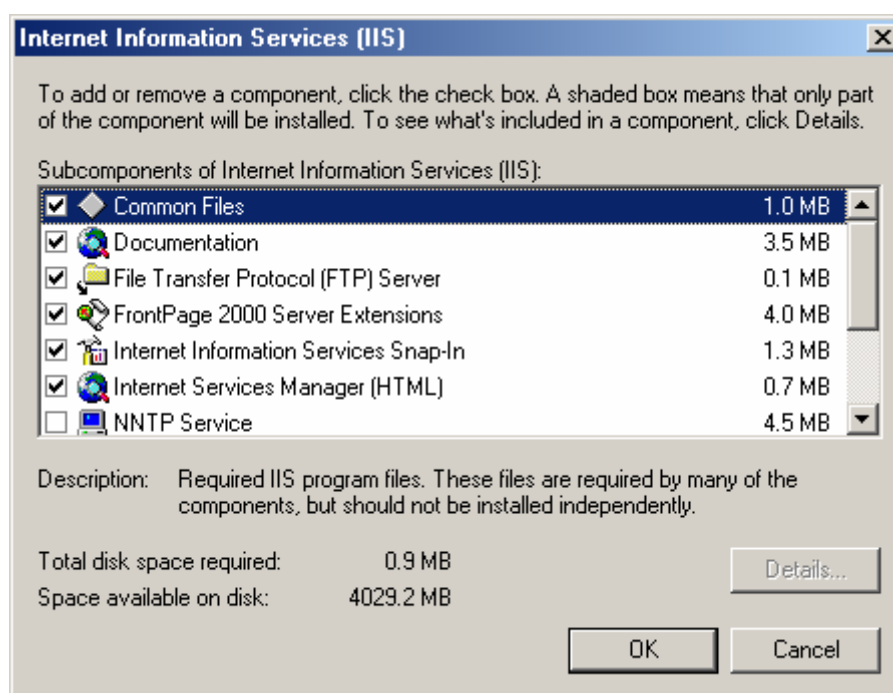 Internet Information Services (IIS)
To add or remove a component, click the check box. A shaded box means that only part
of the component will be installed. To see what's included in a component, click Details.
Subcomponents of Internet Information Services (IIS):
Common Files 1.0 MB
Documentation 3.5 MB
File Transfer Protocol (FTP) Server 0.1 MB
FrontPage 2000 Server Extensions 4.0 MB
Internet Information Services Snap-In 1.3 MB
Internet Services Manager (HTML) 0.7 MB
NNTP Service 4.5 MB
Description: Required IIS program files. These files are required by many of the
components, but should not be installed independently.
Total disk space required: 0.9 MB
Space available on disk: 4029.2 MB
Details...
OK Cancel